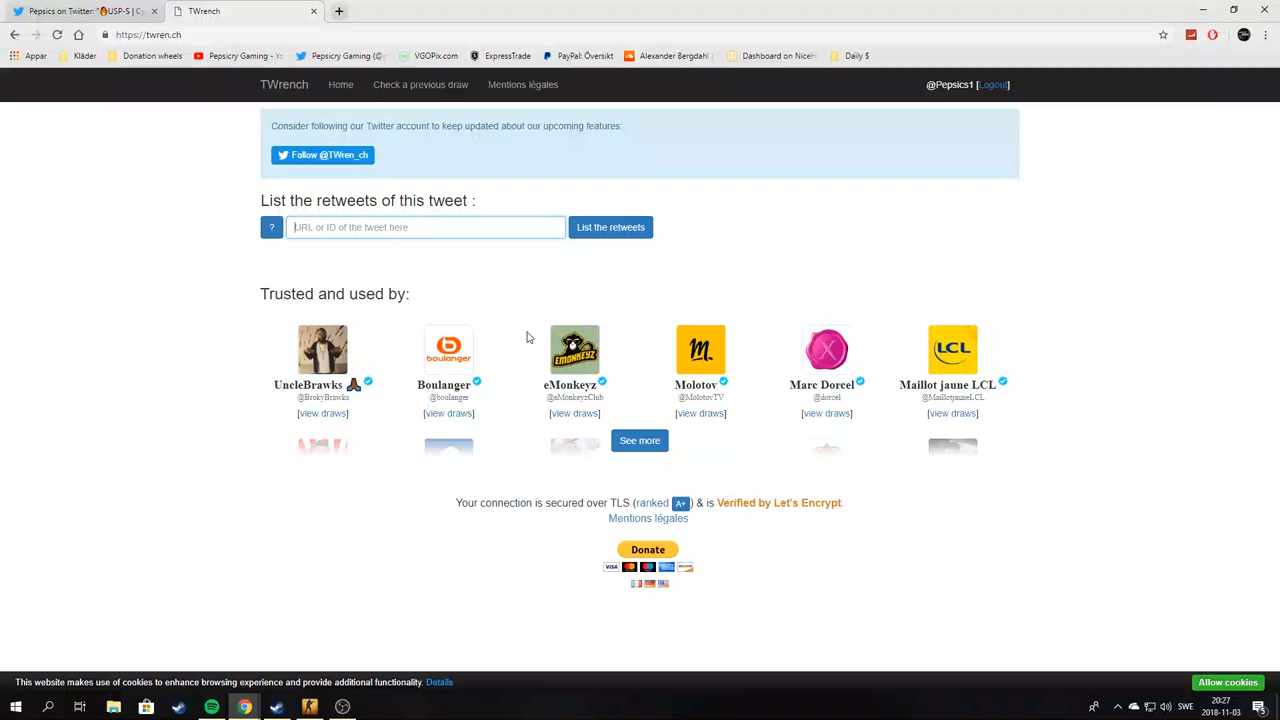 Pepsics on Twitter: "🔥USP-S | C
TWrench
https://twren.ch
Appar Kläder Donation wheels Pepsicry Gaming - Yo Pepsicry Gaming (@ VGOPix.com ExpressTrade PayPal: Översikt Alexander Bergdahl Dashboard on NiceH Daily $
TWrench Home Check a previous draw Mentions légales @Pepsics1 [Logout]
Consider following our Twitter account to keep updated about our upcoming features:
Follow @TWren_ch
List the retweets of this tweet :
? URL or ID of the tweet here List the retweets
Trusted and used by:
boulanger EMONKEYZ m. X LCL
UncleBrawks Boulanger eMonkeyz Molotov Marc Dorcel Maillot jaune LCL
@BrokyBrawks @boulanger @eMonkeyzClub @MolotovTV @dorcel @MaillotjauneLCL
[view draws] [view draws] [view draws] [view draws] [view draws] [view draws]
See more
Your connection is secured over TLS (ranked A+) & is Verified by Let's Encrypt
Mentions légales
Donate
VISA
This website makes use of cookies to enhance browsing experience and provide additional functionality. Details Allow cookies
SWE
20:27
2018-11-03
5